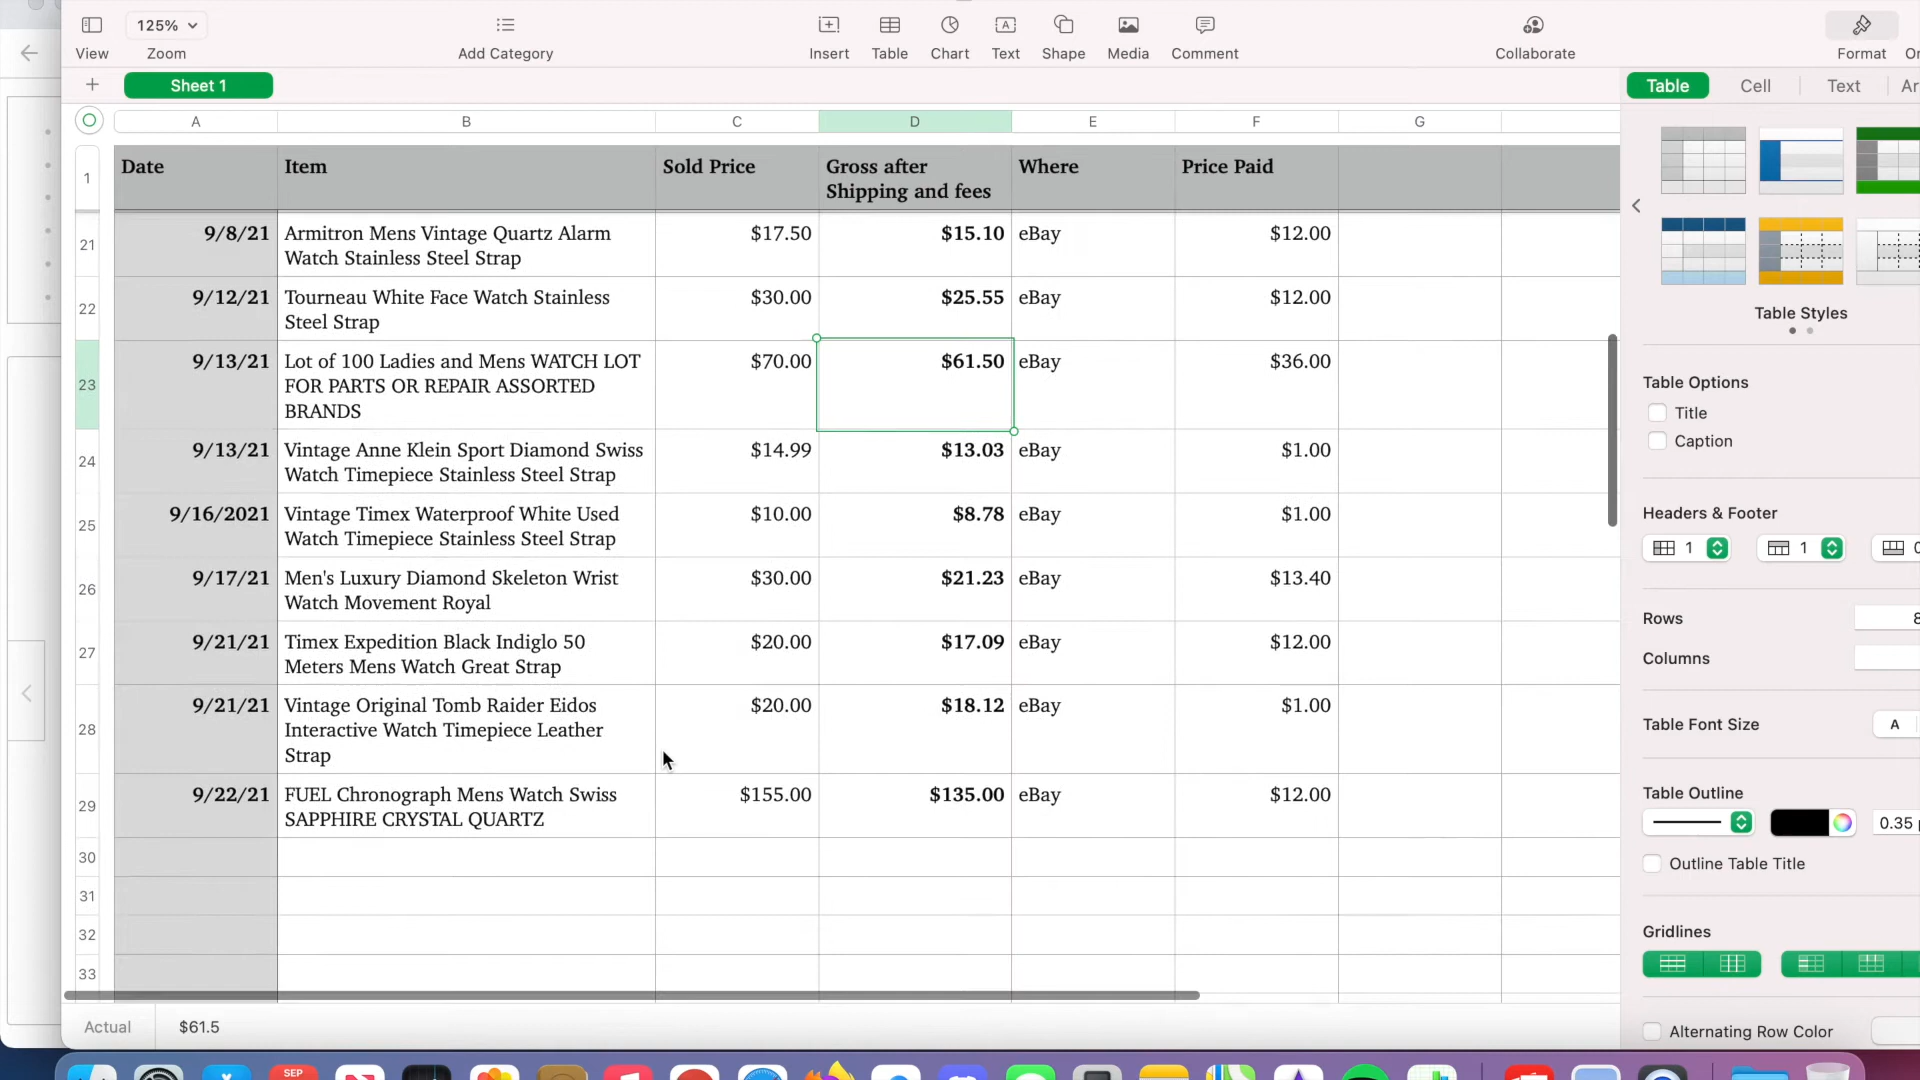 125%
View
Zoom
Add Category
Insert
Table
Chart
Text
Shape
Media
Comment
Collaborate
Format
Sheet 1
Table
Cell
Text
A
B
C
D
E
F
G
1
Date
Item
Sold Price
Gross after
Shipping and fees
Where
Price Paid
21
9/8/21
Armitron Mens Vintage Quartz Alarm
Watch Stainless Steel Strap
$17.50
$15.10
eBay
$12.00
22
9/12/21
Tourneau White Face Watch Stainless
Steel Strap
$30.00
$25.55
eBay
$12.00
23
9/13/21
Lot of 100 Ladies and Mens WATCH LOT
FOR PARTS OR REPAIR ASSORTED
BRANDS
$70.00
$61.50
eBay
$36.00
24
9/13/21
Vintage Anne Klein Sport Diamond Swiss
Watch Timepiece Stainless Steel Strap
$14.99
$13.03
eBay
$1.00
25
9/16/2021
Vintage Timex Waterproof White Used
Watch Timepiece Stainless Steel Strap
$10.00
$8.78
eBay
$1.00
26
9/17/21
Men's Luxury Diamond Skeleton Wrist
Watch Movement Royal
$30.00
$21.23
eBay
$13.40
27
9/21/21
Timex Expedition Black Indiglo 50
Meters Mens Watch Great Strap
$20.00
$17.09
eBay
$12.00
28
9/21/21
Vintage Original Tomb Raider Eidos
Interactive Watch Timepiece Leather
Strap
$20.00
$18.12
eBay
$1.00
29
9/22/21
FUEL Chronograph Mens Watch Swiss
SAPPHIRE CRYSTAL QUARTZ
$155.00
$135.00
eBay
$12.00
30
31
32
33
Actual
$61.5
Table Styles
Table Options
Title
Caption
Headers & Footer
1
1
Rows
Columns
Table Font Size
A
Table Outline
0.35
Outline Table Title
Gridlines
Alternating Row Color
SEP